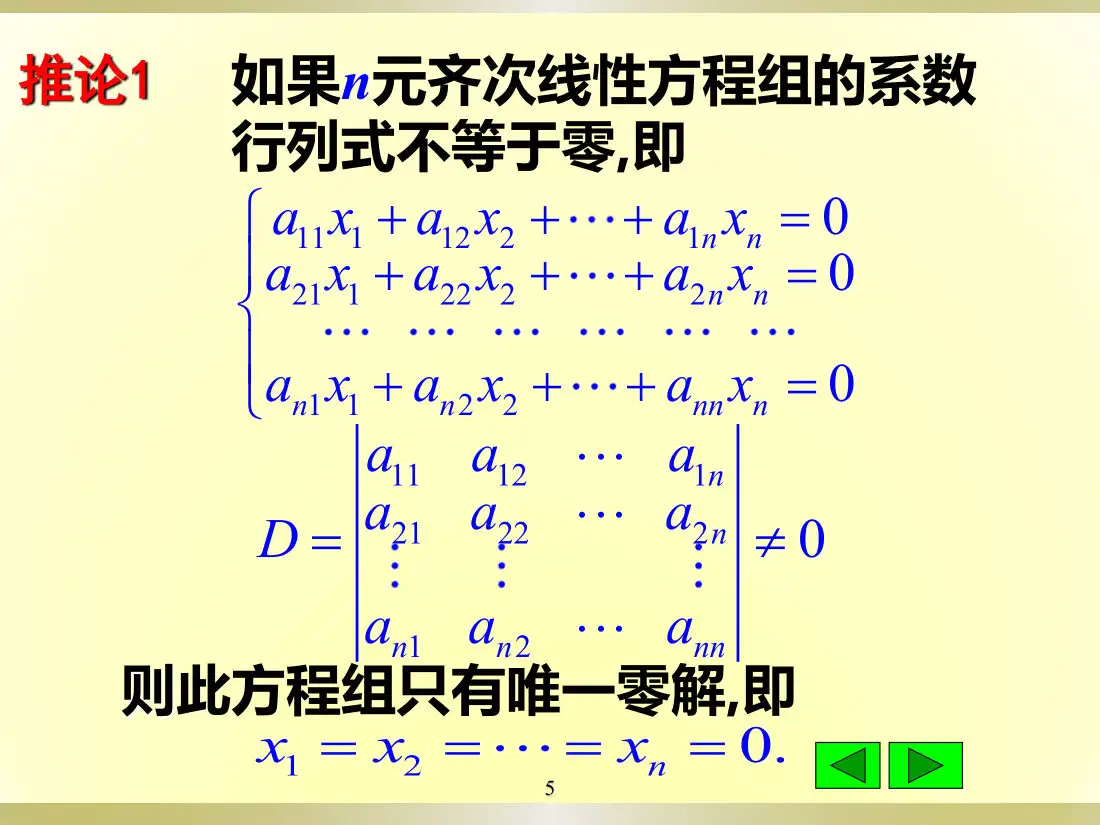 推论1 如果n元齐次线性方程组的系数
行列式不等于零,即
a₁₁x₁ + a₁₂x₂ + ⋯ + a₁ₙxₙ = 0
a₂₁x₁ + a₂₂x₂ + ⋯ + a₂ₙxₙ = 0
⋯ ⋯ ⋯ ⋯ ⋯ ⋯
aₙ₁x₁ + aₙ₂x₂ + ⋯ + aₙₙxₙ = 0
a₁₁ a₁₂ ⋯ a₁ₙ
a₂₁ a₂₂ ⋯ a₂ₙ
D = ⋮ ⋮ ⋮ ≠ 0
aₙ₁ aₙ₂ ⋯ aₙₙ
则此方程组只有唯一零解,即
x₁ = x₂ = ⋯ = xₙ = 0.
5